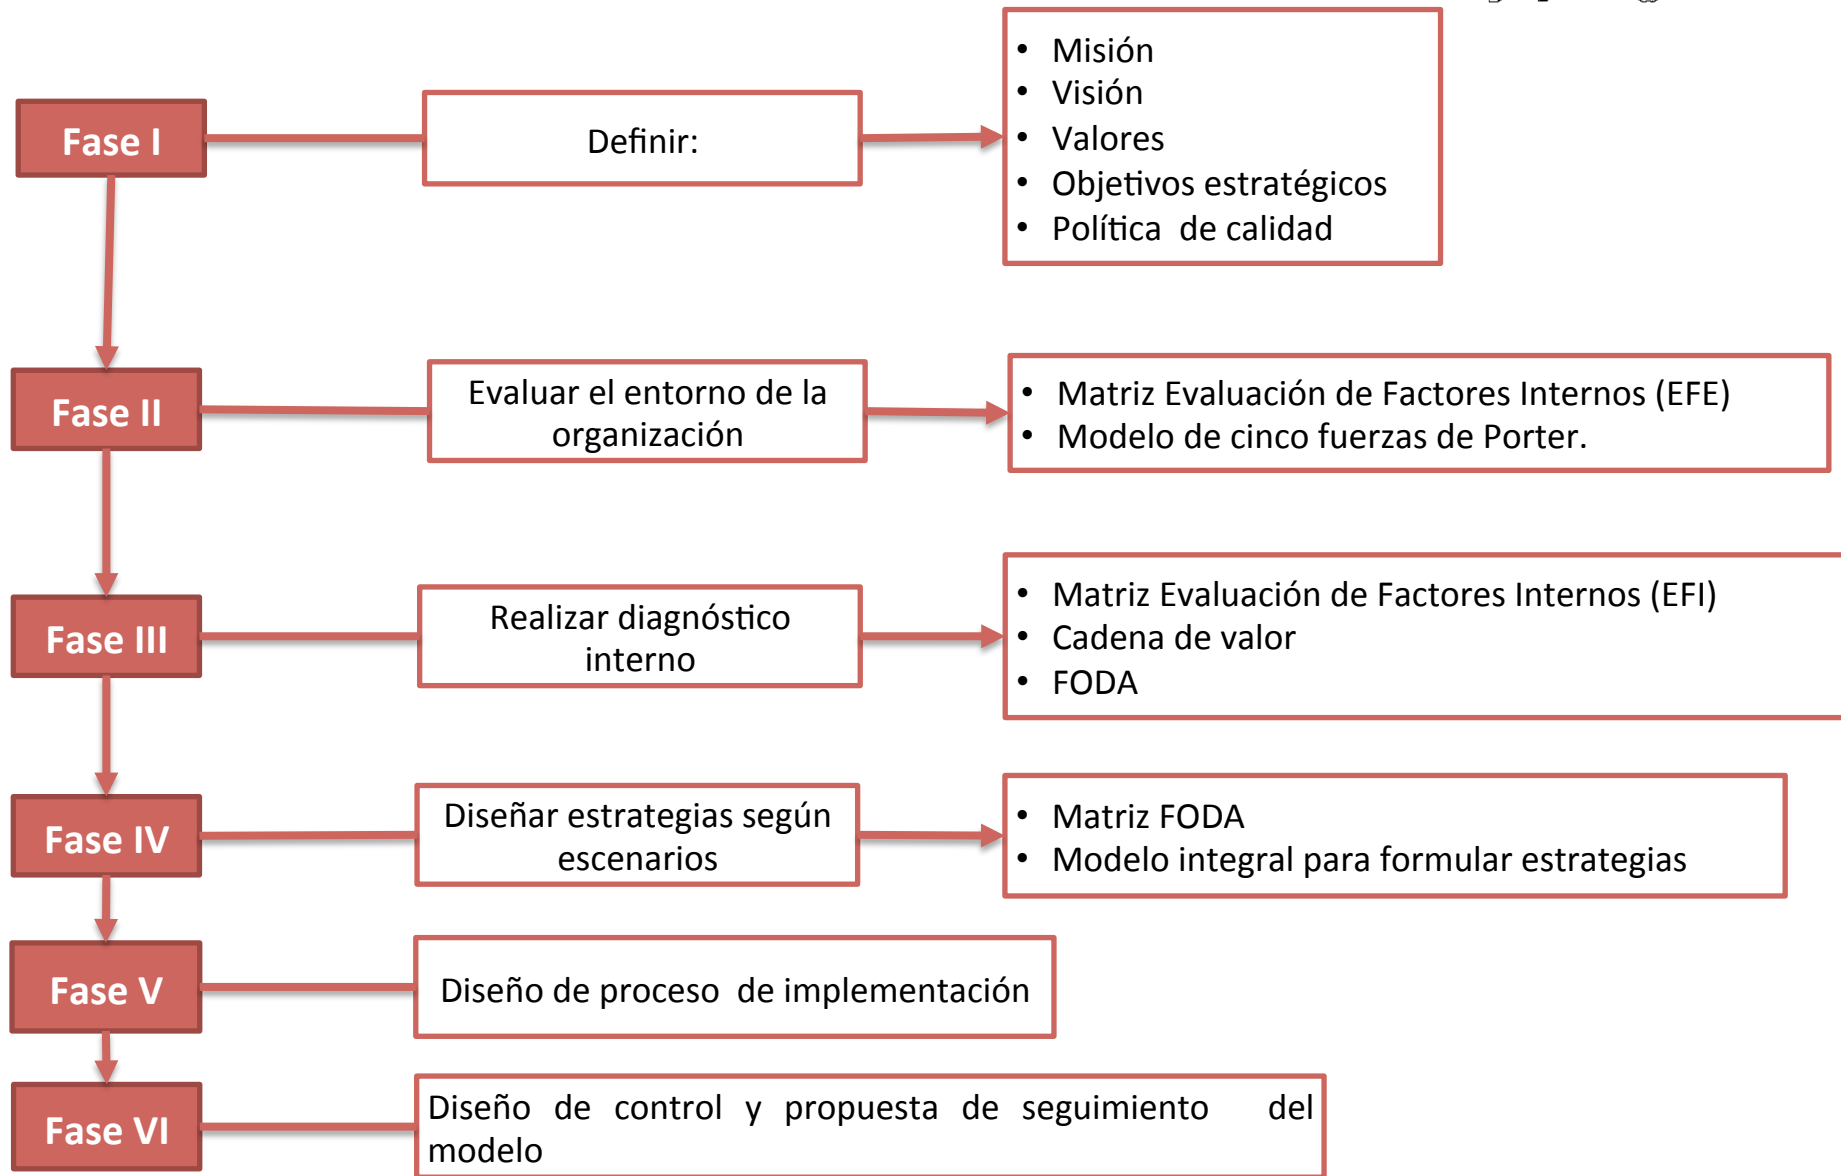 Fase I
Definir:
• Misión
• Visión
• Valores
• Objetivos estratégicos
• Política de calidad
Fase II
Evaluar el entorno de la
organización
• Matriz Evaluación de Factores Internos (EFE)
• Modelo de cinco fuerzas de Porter.
Fase III
Realizar diagnóstico
interno
• Matriz Evaluación de Factores Internos (EFI)
• Cadena de valor
• FODA
Fase IV
Diseñar estrategias según
escenarios
• Matriz FODA
• Modelo integral para formular estrategias
Fase V
Diseño de proceso de implementación
Fase VI
Diseño de control y propuesta de seguimiento del
modelo